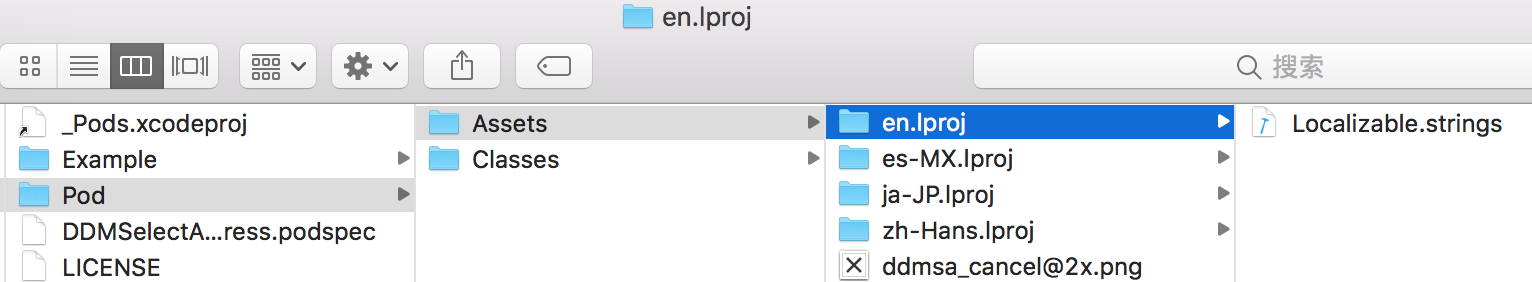 en.lproj
搜索
_Pods.xcodeproj
Example
Pod
DDMSelectA...ress.podspec
LICENSE
Assets
Classes
en.lproj
es-MX.lproj
ja-JP.lproj
zh-Hans.lproj
ddmsa_cancel@2x.png
Localizable.strings